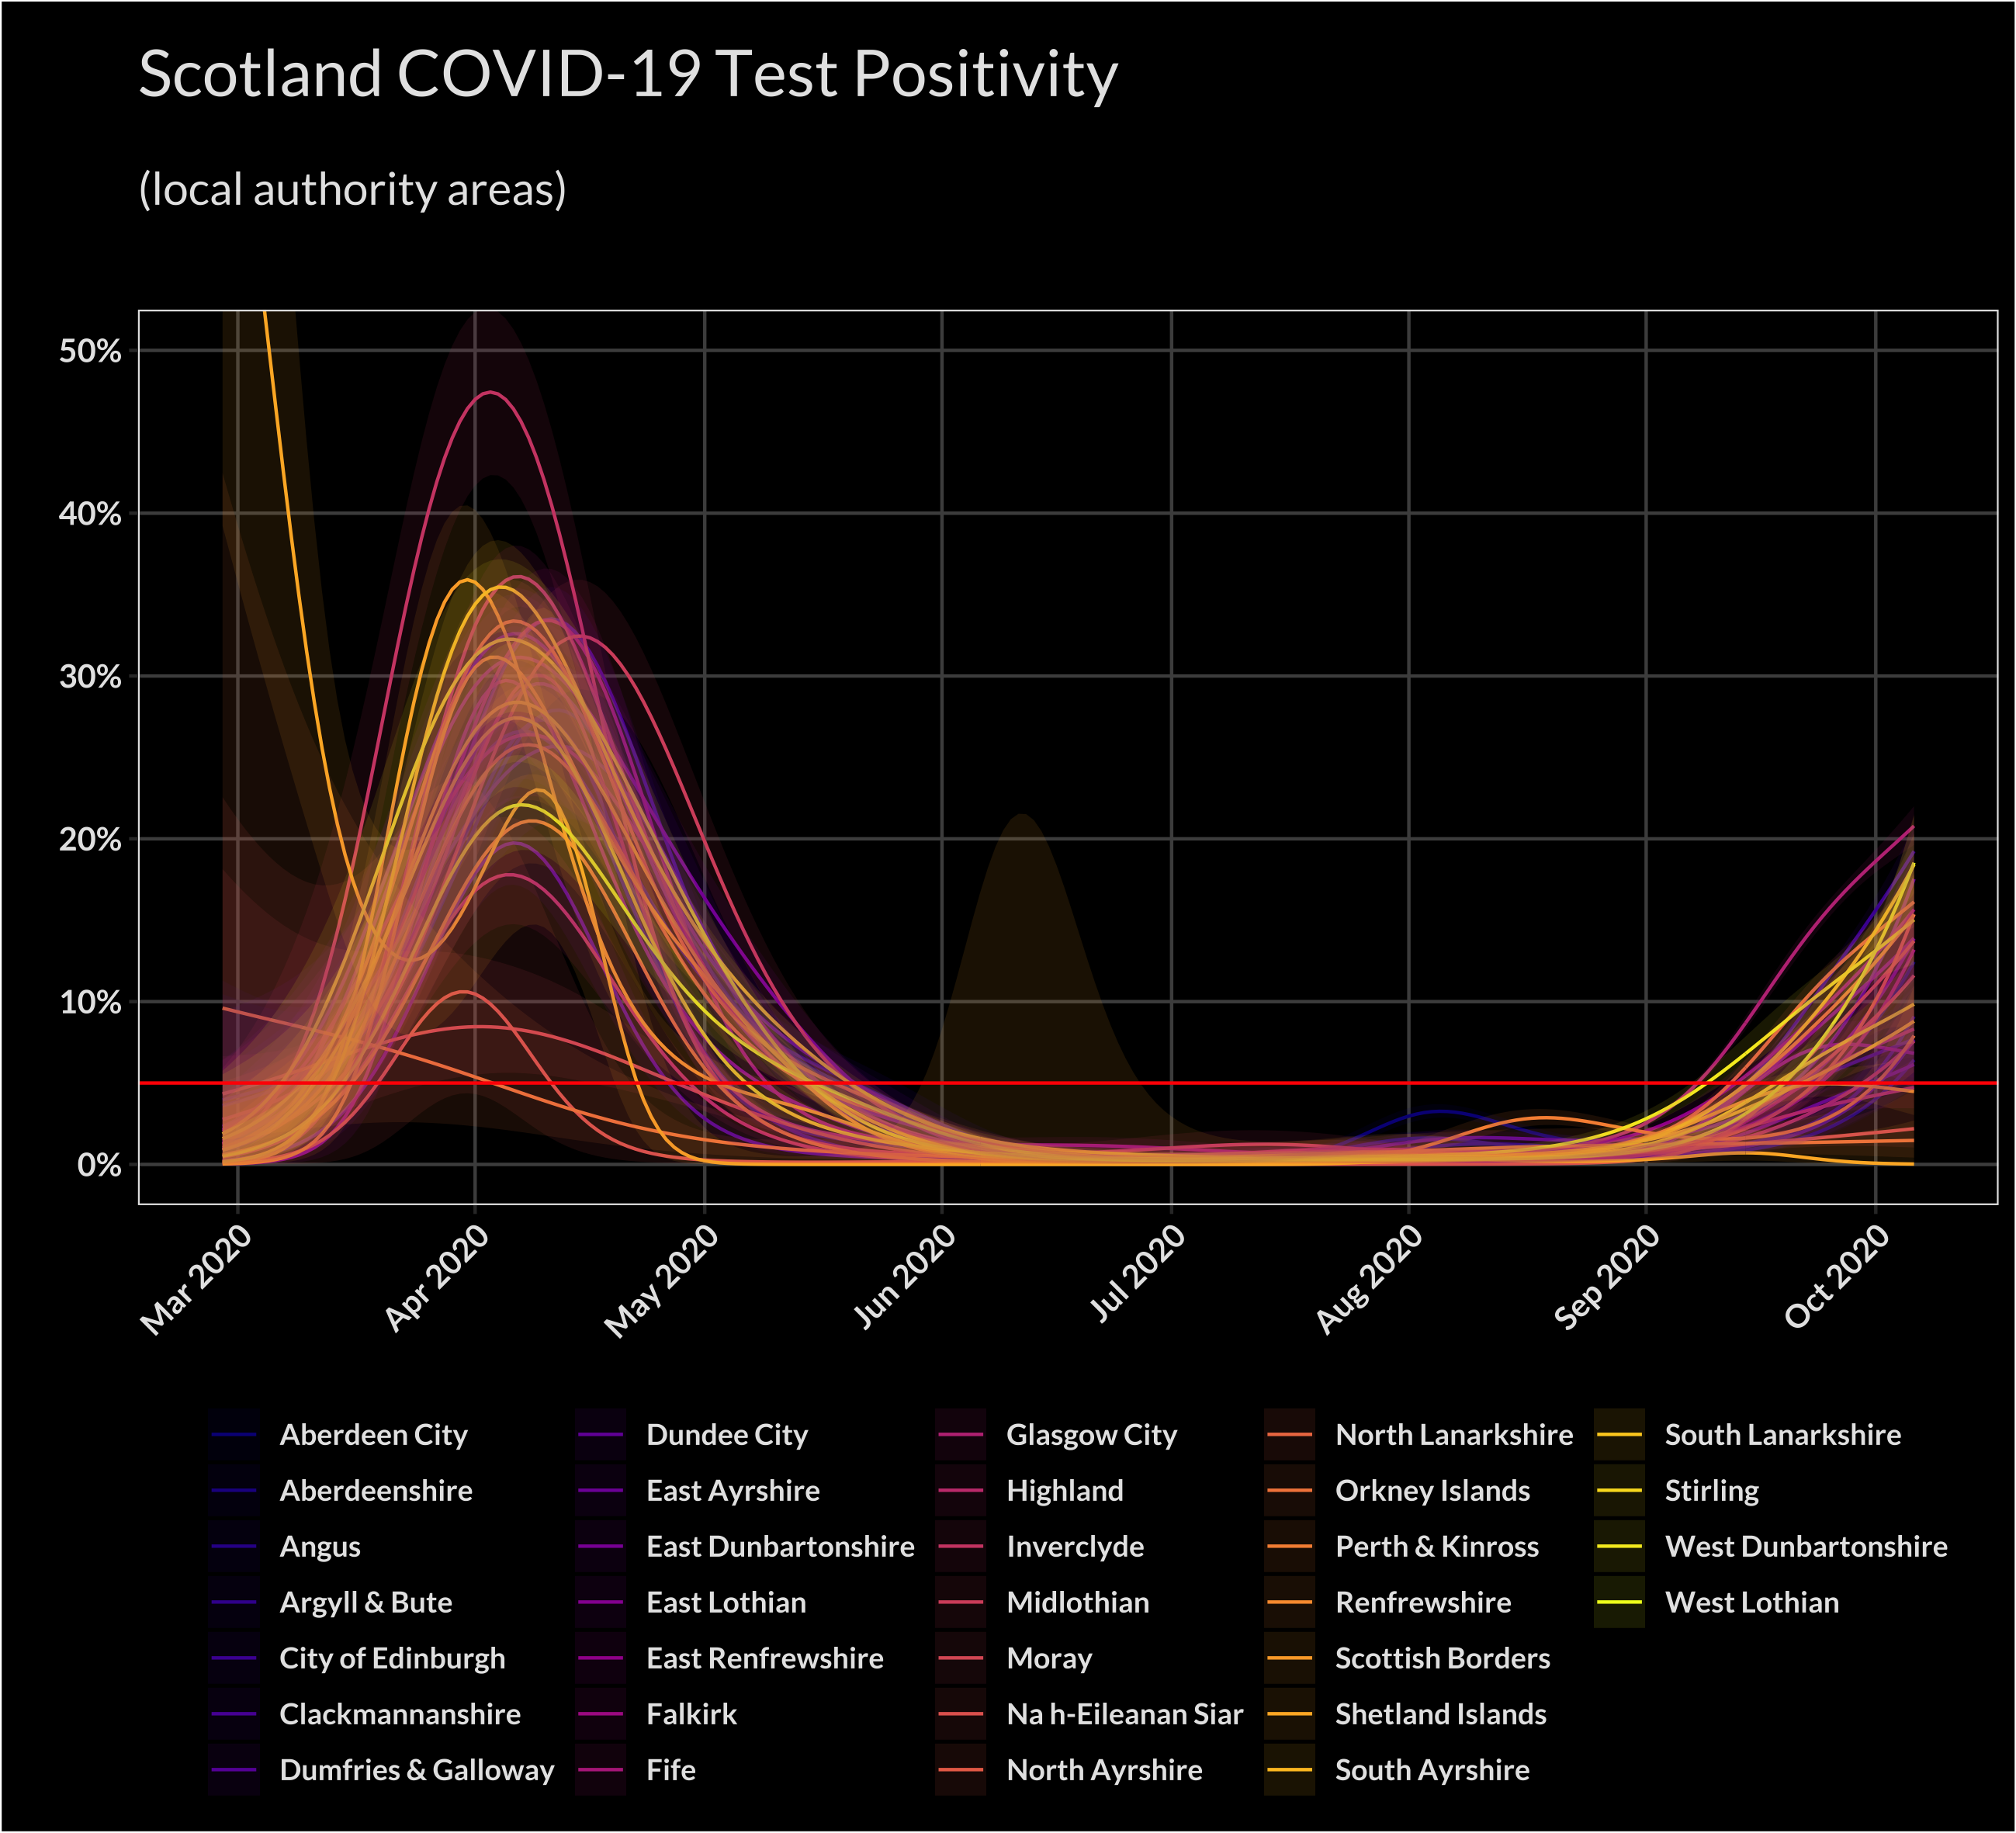 Scotland COVID-19 Test Positivity
(local authority areas)
50%
40%
30%
20%
10%
0%
Mar 2020
Apr 2020
May 2020
Jun 2020
Jul 2020
Aug 2020
Sep 2020
Oct 2020
Aberdeen City
Aberdeenshire
Angus
Argyll & Bute
City of Edinburgh
Clackmannanshire
Dumfries & Galloway
Dundee City
East Ayrshire
East Dunbartonshire
East Lothian
East Renfrewshire
Falkirk
Fife
Glasgow City
Highland
Inverclyde
Midlothian
Moray
Na h-Eileanan Siar
North Ayrshire
North Lanarkshire
Orkney Islands
Perth & Kinross
Renfrewshire
Scottish Borders
Shetland Islands
South Ayrshire
South Lanarkshire
Stirling
West Dunbartonshire
West Lothian